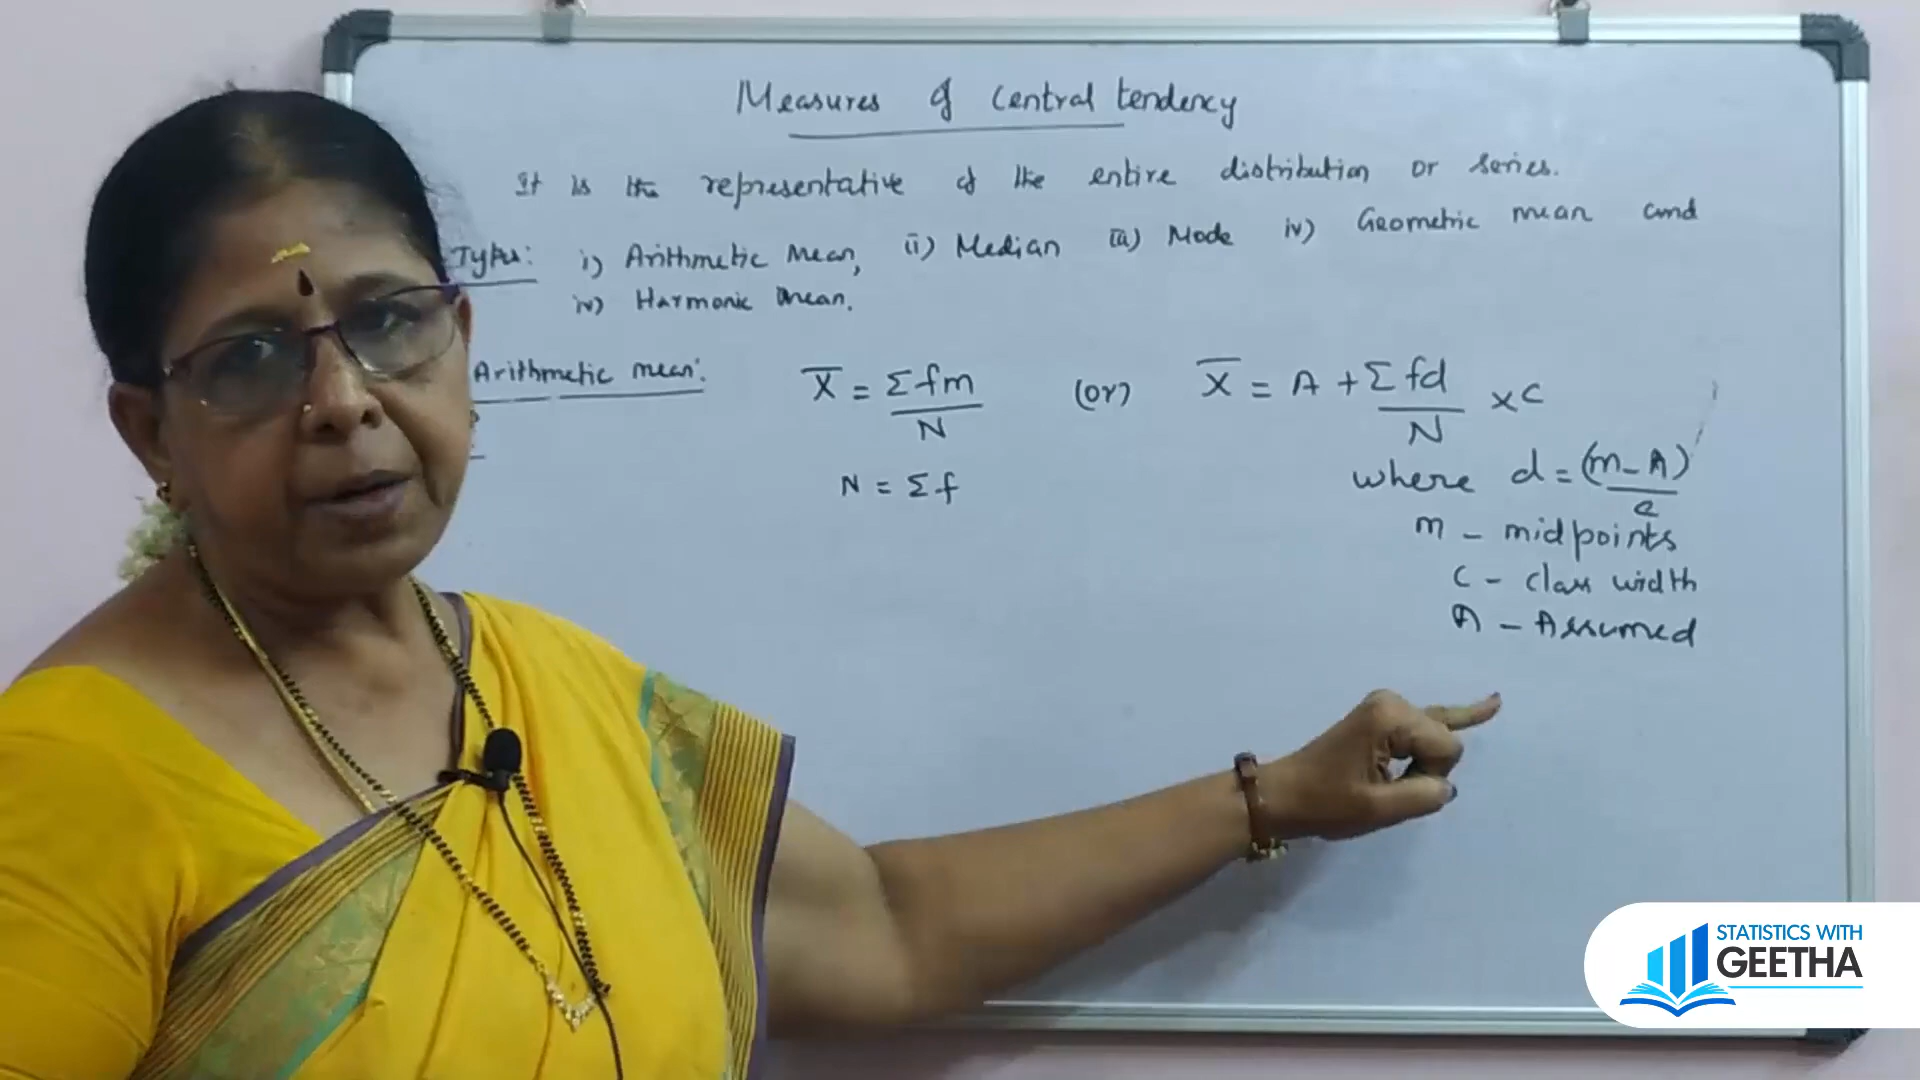 Measures of Central tendency
It is the representative of the entire distribution or series.
Types: i) Arithmetic Mean, (ii) Median (iii) Mode iv) Geometric mean and
iv) Harmonic Mean.
Arithmetic mean: X̅ = Σfm/N (or) X̅ = A + Σfd/N × C
N = Σf
where d = (m-A)/c
m - midpoints
C - class width
A - Assumed
STATISTICS WITH
GEETHA